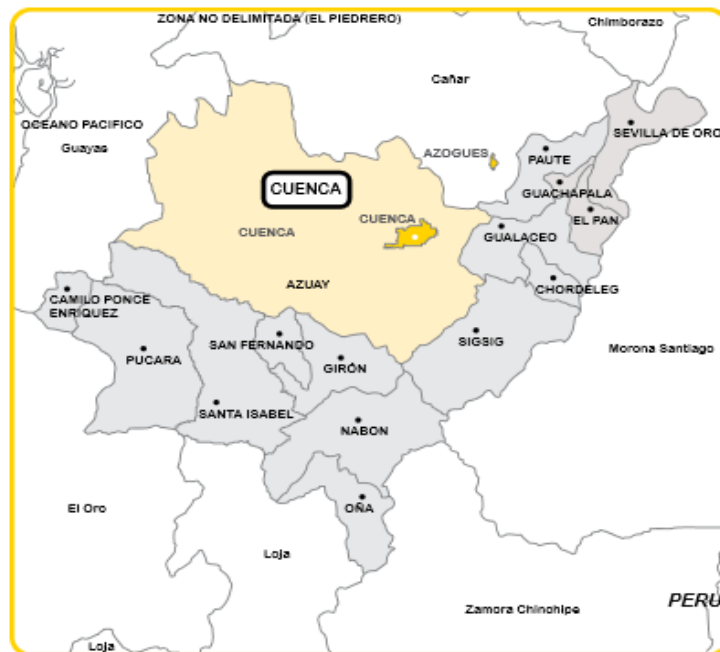 ZONA NO DELIMITADA (EL PIEDRERO)
Chimborazo
Cañar
OCEANO PACIFICO
Guayas
SEVILLA DE ORO
AZOGUES
PAUTE
CUENCA
GUACHAPALA
CUENCA
EL PAN
CUENCA
GUALACEO
AZUAY
CHORDELEG
CAMILO PONCE
ENRIQUEZ
SAN FERNANDO
SIGSIG
Morona Santiago
PUCARA
GIRÓN
SANTA ISABEL
NABON
El Oro
OÑA
Loja
PERU
Zamora Chinchipe
Loja